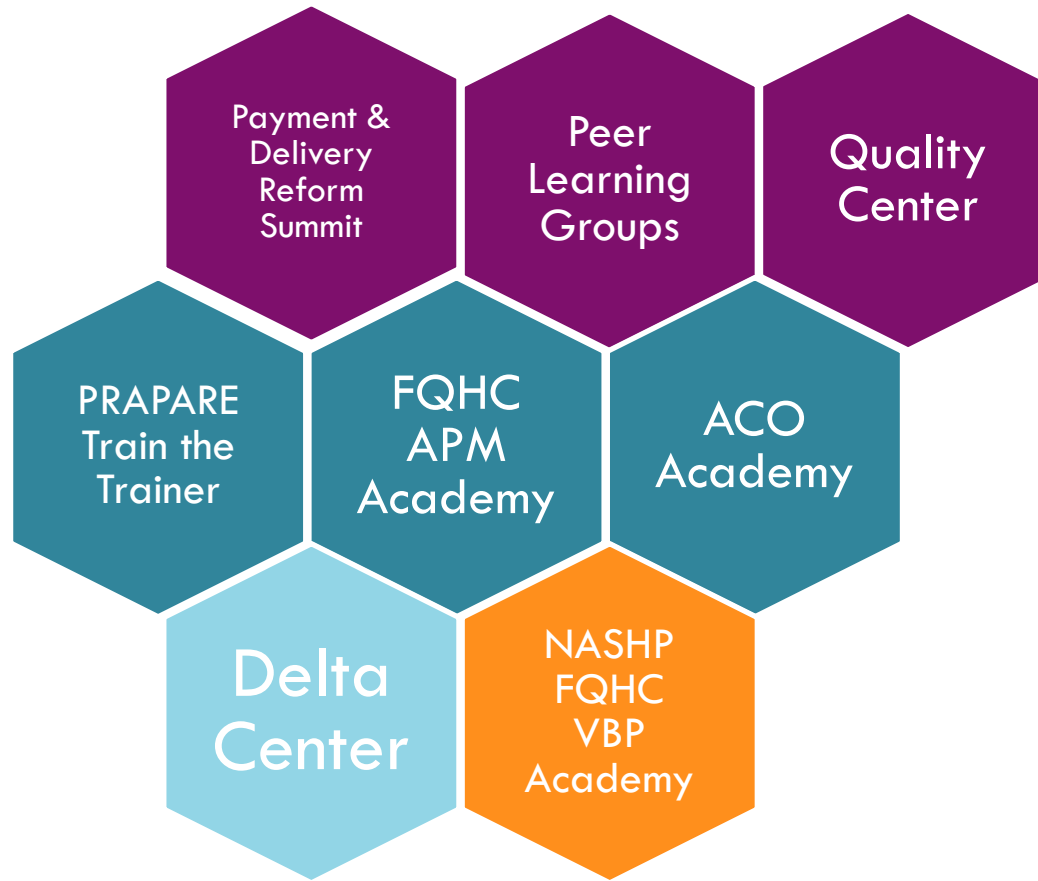 Payment &
Delivery
Reform
Summit
Peer
Learning
Groups
Quality
Center
PRAPARE
Train the
Trainer
FQHC
APM
Academy
ACO
Academy
Delta
Center
NASHP
FQHC
VBP
Academy